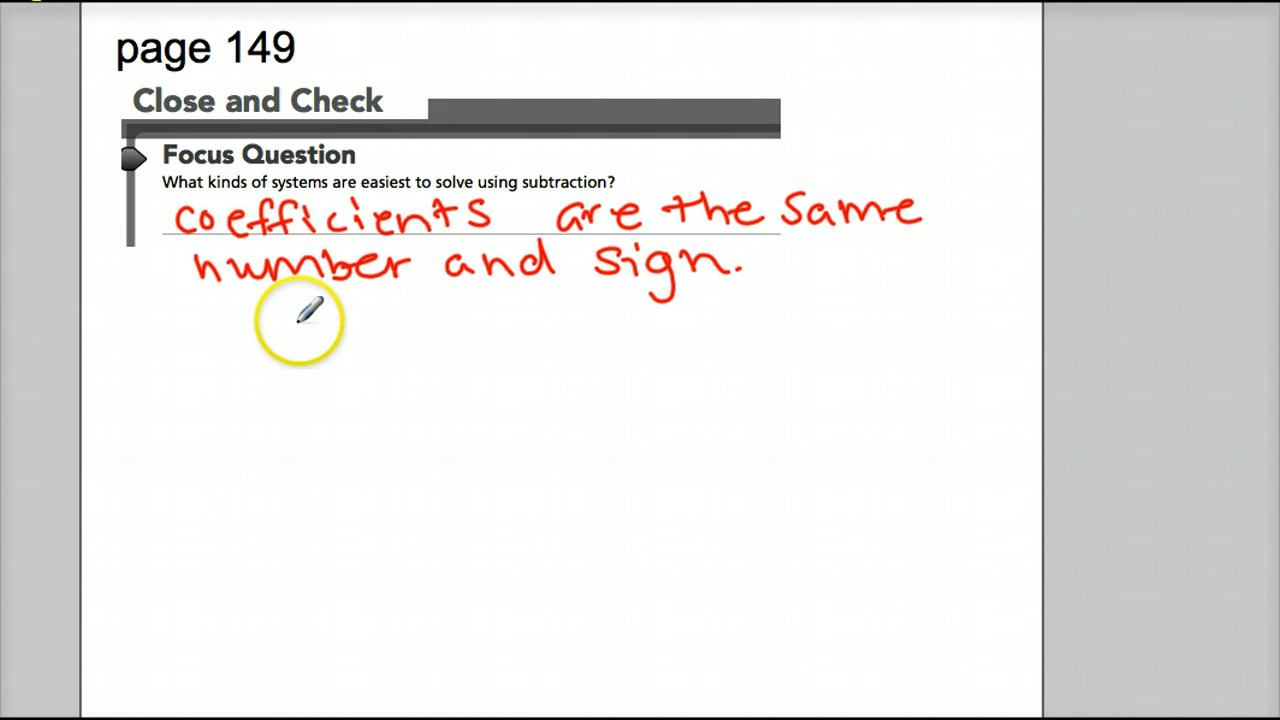 page 149
Close and Check
Focus Question
What kinds of systems are easiest to solve using subtraction?
coefficients are the same
number and sign.